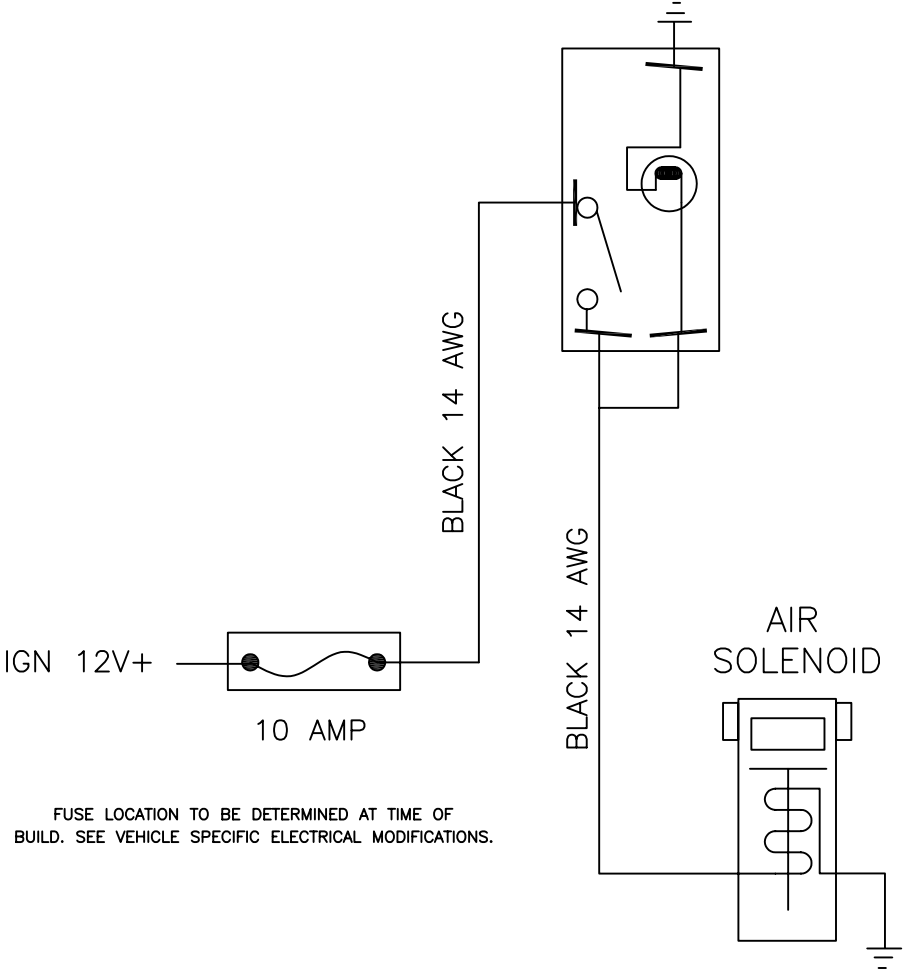 BLACK 14 AWG
BLACK 14 AWG
IGN 12V+
10 AMP
AIR
SOLENOID
FUSE LOCATION TO BE DETERMINED AT TIME OF
BUILD. SEE VEHICLE SPECIFIC ELECTRICAL MODIFICATIONS.